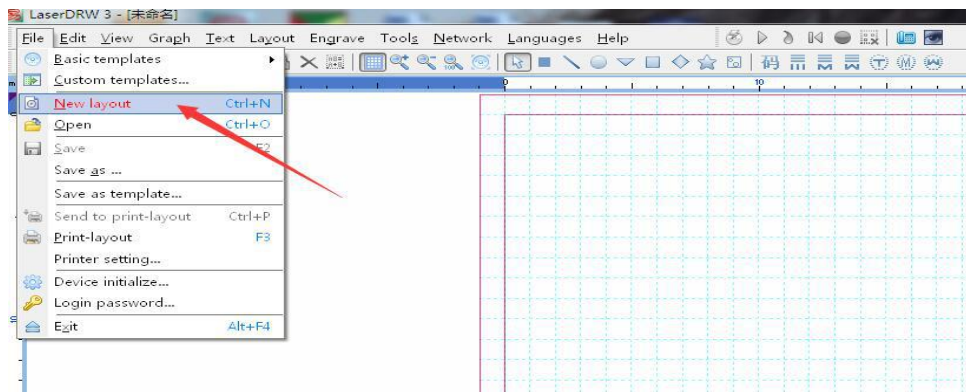 LaserDRW 3 - [未命名]
File Edit View Graph Text Layout Engrave Tools Network Languages Help
Basic templates
Custom templates...
New layout Ctrl+N
Open Ctrl+O
Save F2
Save as ...
Save as template...
Send to print-layout Ctrl+P
Print-layout F3
Printer setting...
Device initialize...
Login password...
Exit Alt+F4
码
0 10